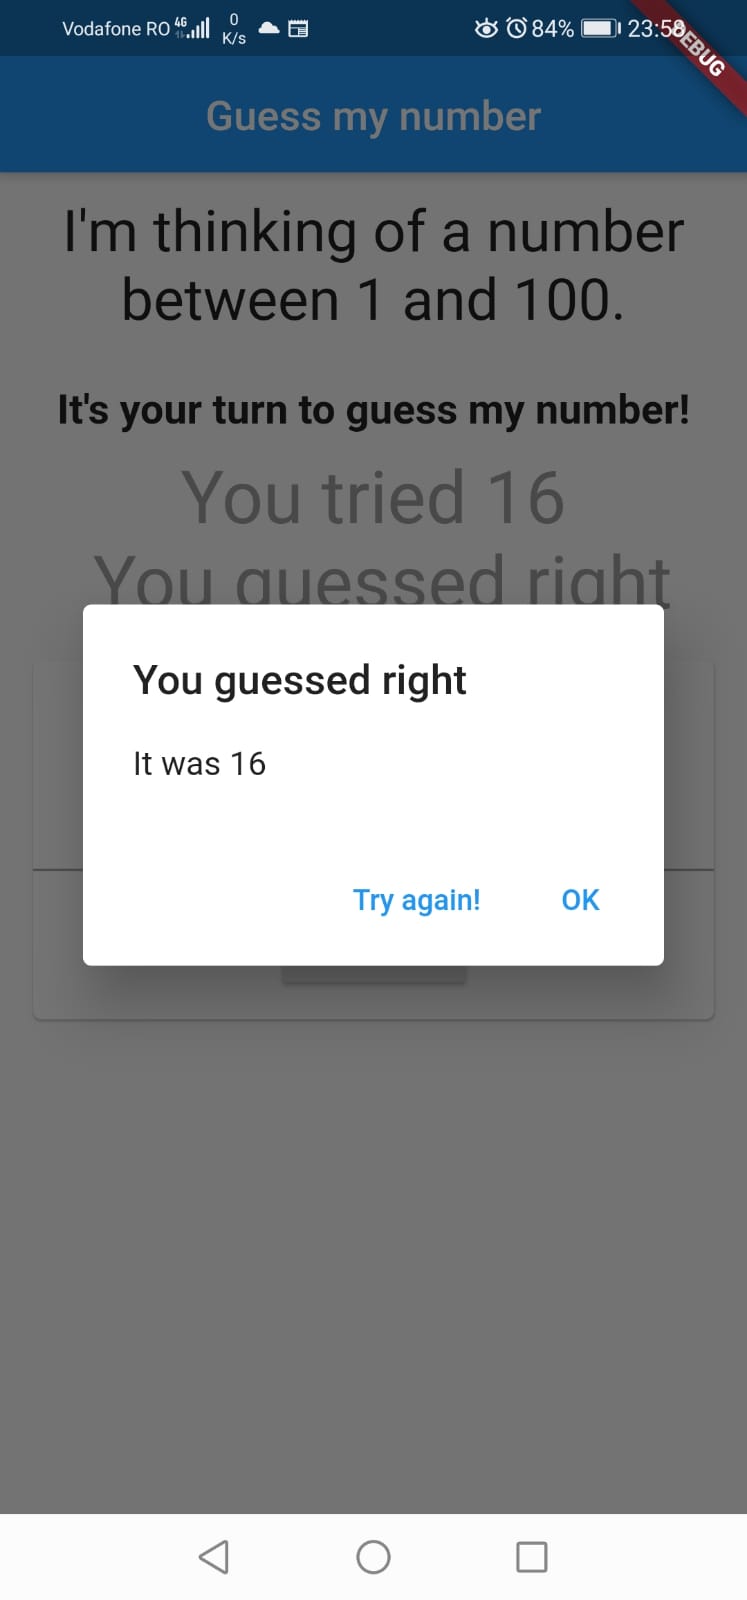 Vodafone RO 4G 0 K/s 84% 23:58
DEBUG
Guess my number
I'm thinking of a number
between 1 and 100.
It's your turn to guess my number!
You tried 16
You guessed right
You guessed right
It was 16
Try again! OK